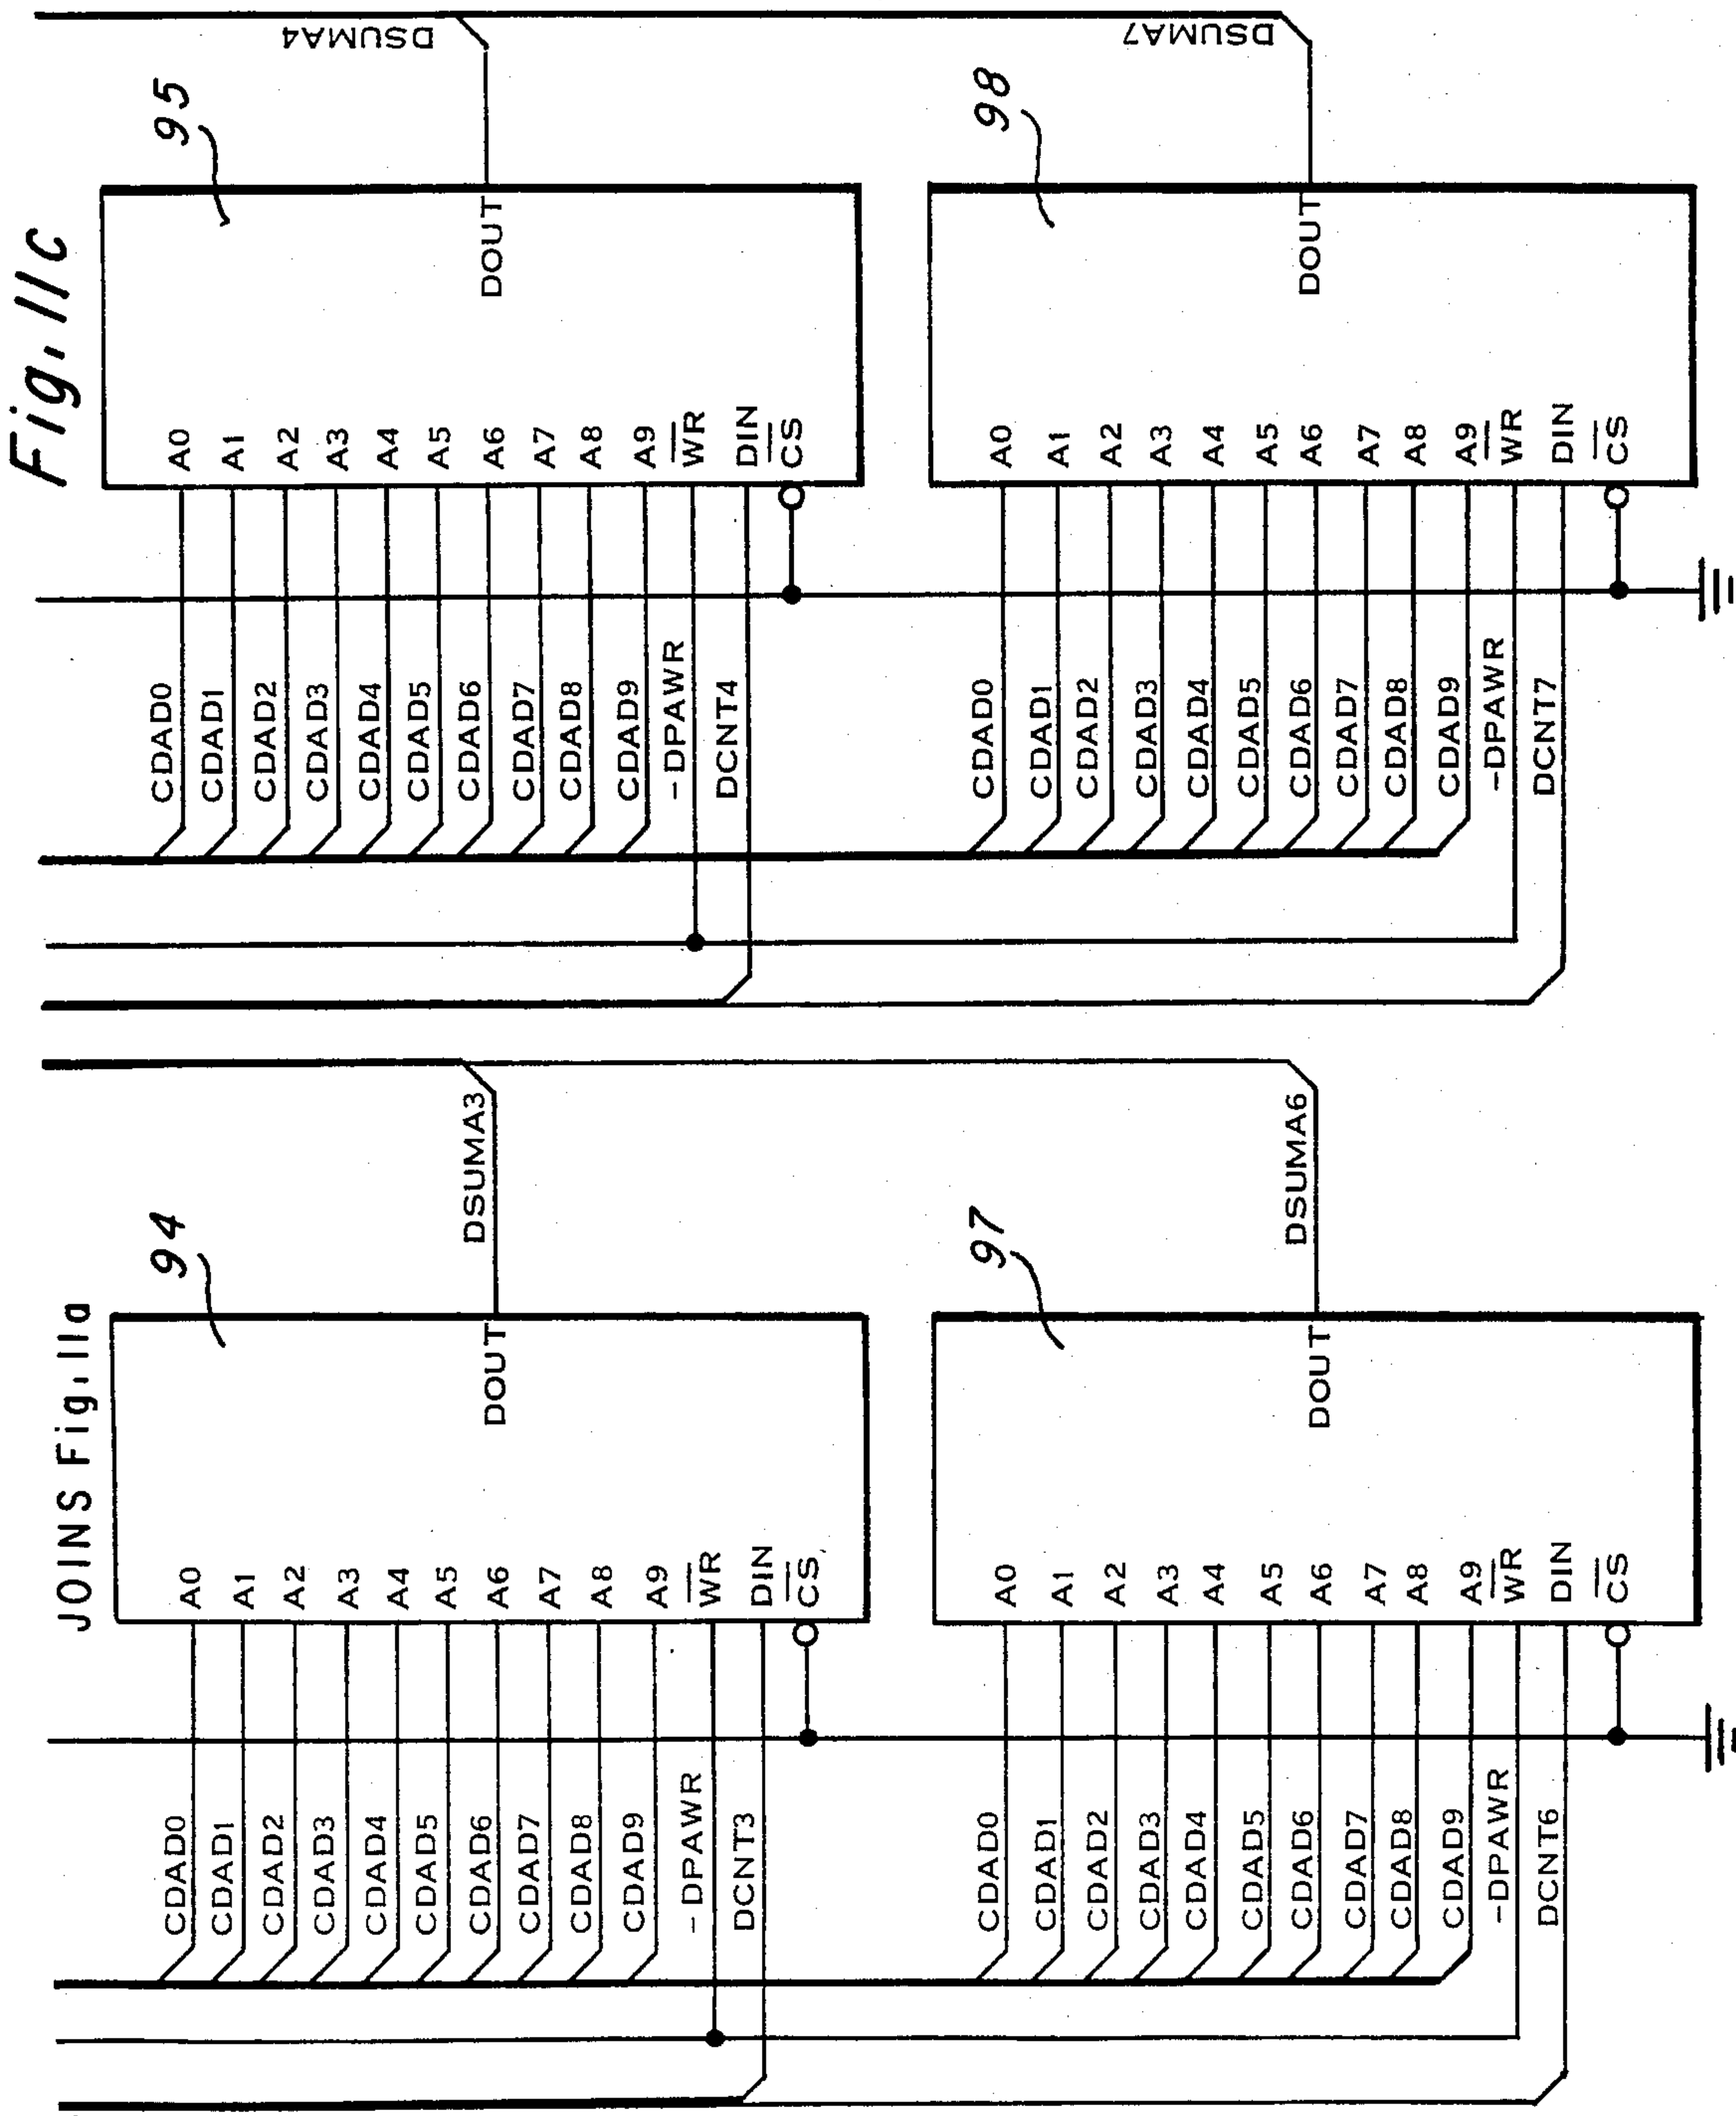 Fig. 11c
JOINS Fig. 11a
94
A0
A1
A2
A3
A4
A5
A6
A7
A8
A9
WR
DIN
CS
DOUT
CDAD0
CDAD1
CDAD2
CDAD3
CDAD4
CDAD5
CDAD6
CDAD7
CDAD8
CDAD9
-DPAWR
DCNT3
DSUMA3
95
A0
A1
A2
A3
A4
A5
A6
A7
A8
A9
WR
DIN
CS
DOUT
CDAD0
CDAD1
CDAD2
CDAD3
CDAD4
CDAD5
CDAD6
CDAD7
CDAD8
CDAD9
-DPAWR
DCNT4
DSUMA4
97
A0
A1
A2
A3
A4
A5
A6
A7
A8
A9
WR
DIN
CS
DOUT
CDAD0
CDAD1
CDAD2
CDAD3
CDAD4
CDAD5
CDAD6
CDAD7
CDAD8
CDAD9
-DPAWR
DCNT6
DSUMA6
98
A0
A1
A2
A3
A4
A5
A6
A7
A8
A9
WR
DIN
CS
DOUT
CDAD0
CDAD1
CDAD2
CDAD3
CDAD4
CDAD5
CDAD6
CDAD7
CDAD8
CDAD9
-DPAWR
DCNT7
DSUMA7